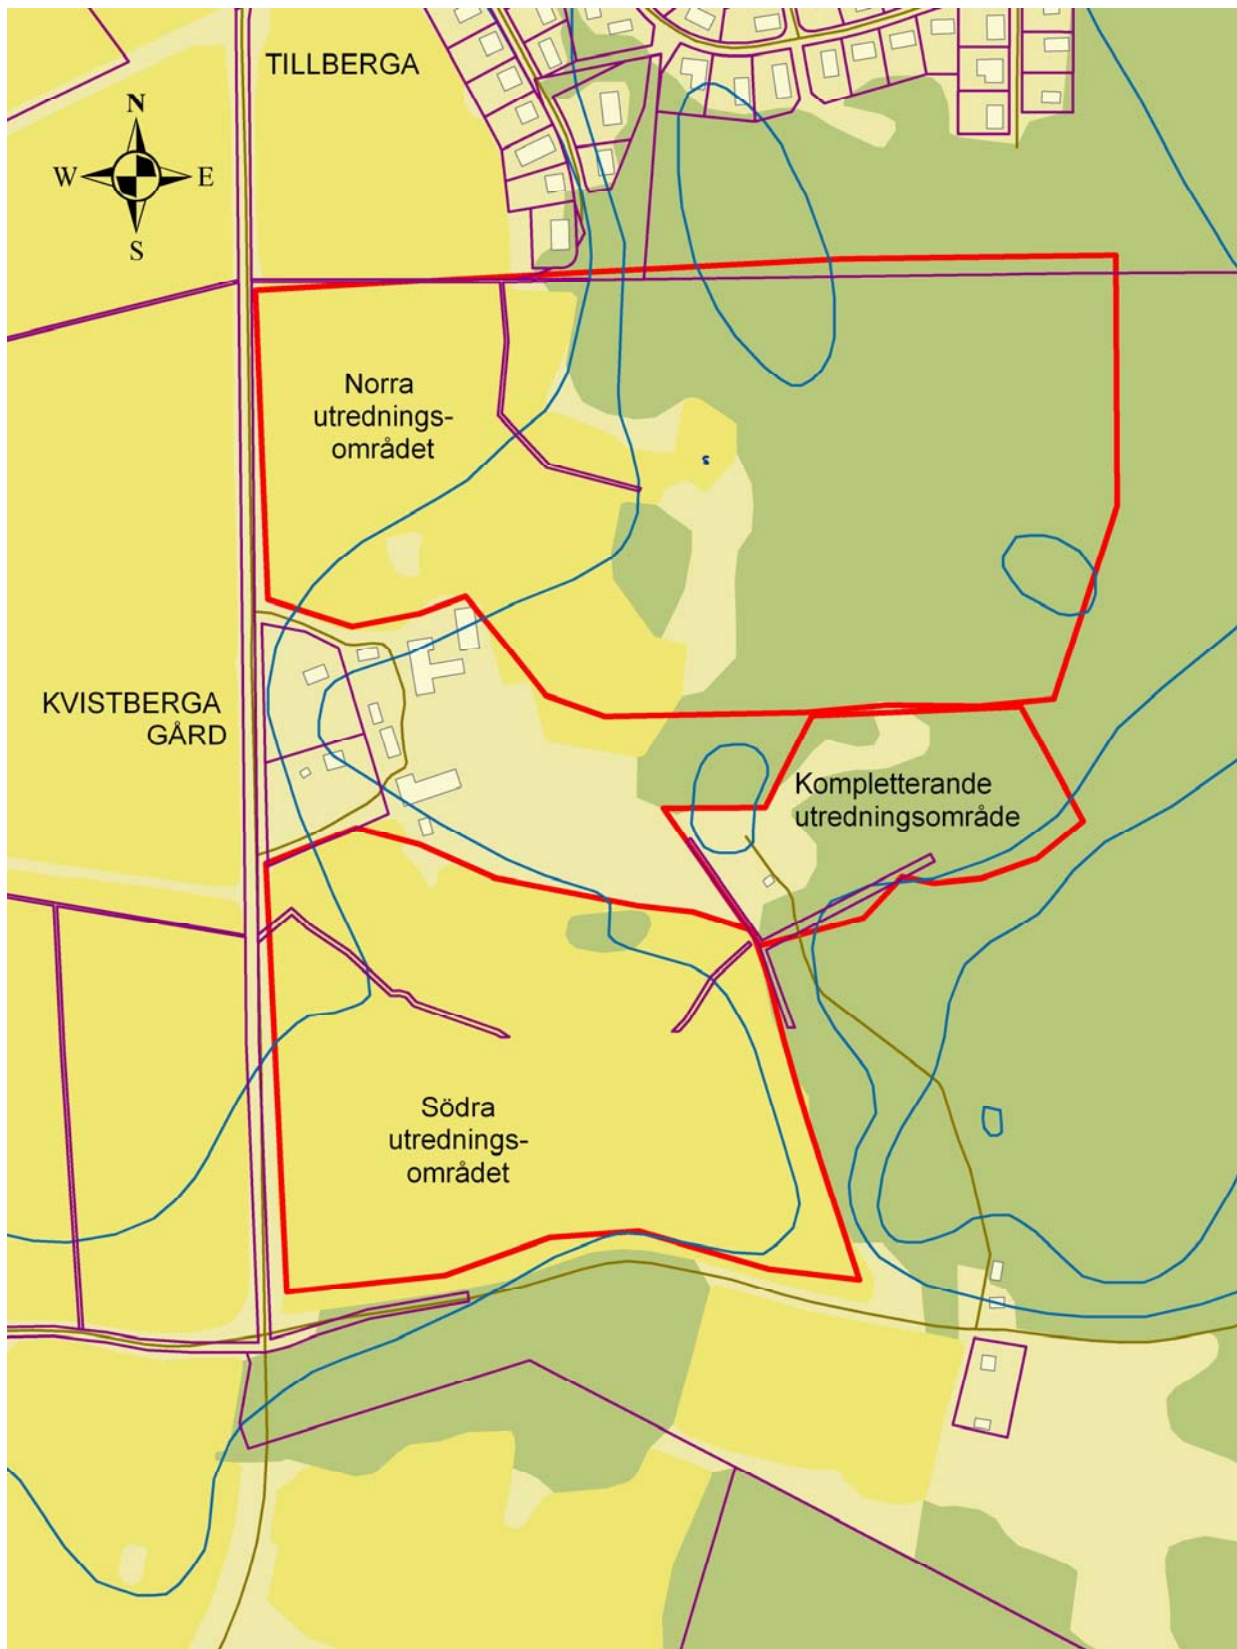 TILLBERGA
N
W E
S
Norra
utrednings-
området
KVISTBERGA
GÅRD
Kompletterande
utredningsområde
Södra
utrednings-
området